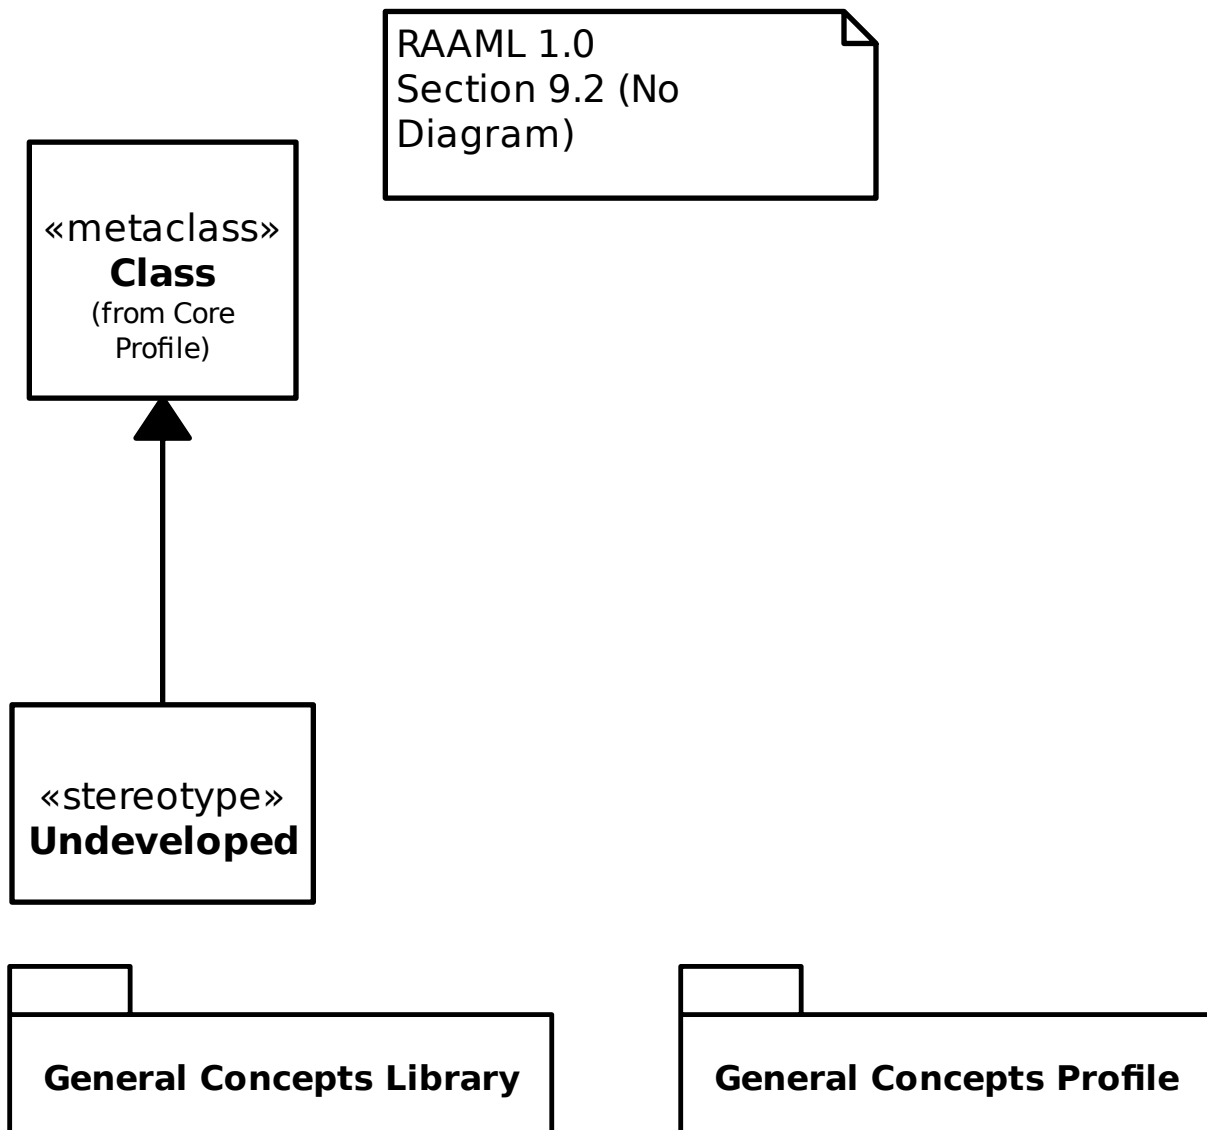 RAAML 1.0
Section 9.2 (No
Diagram)
«metaclass»
Class
(from Core
Profile)
«stereotype»
Undeveloped
General Concepts Library
General Concepts Profile